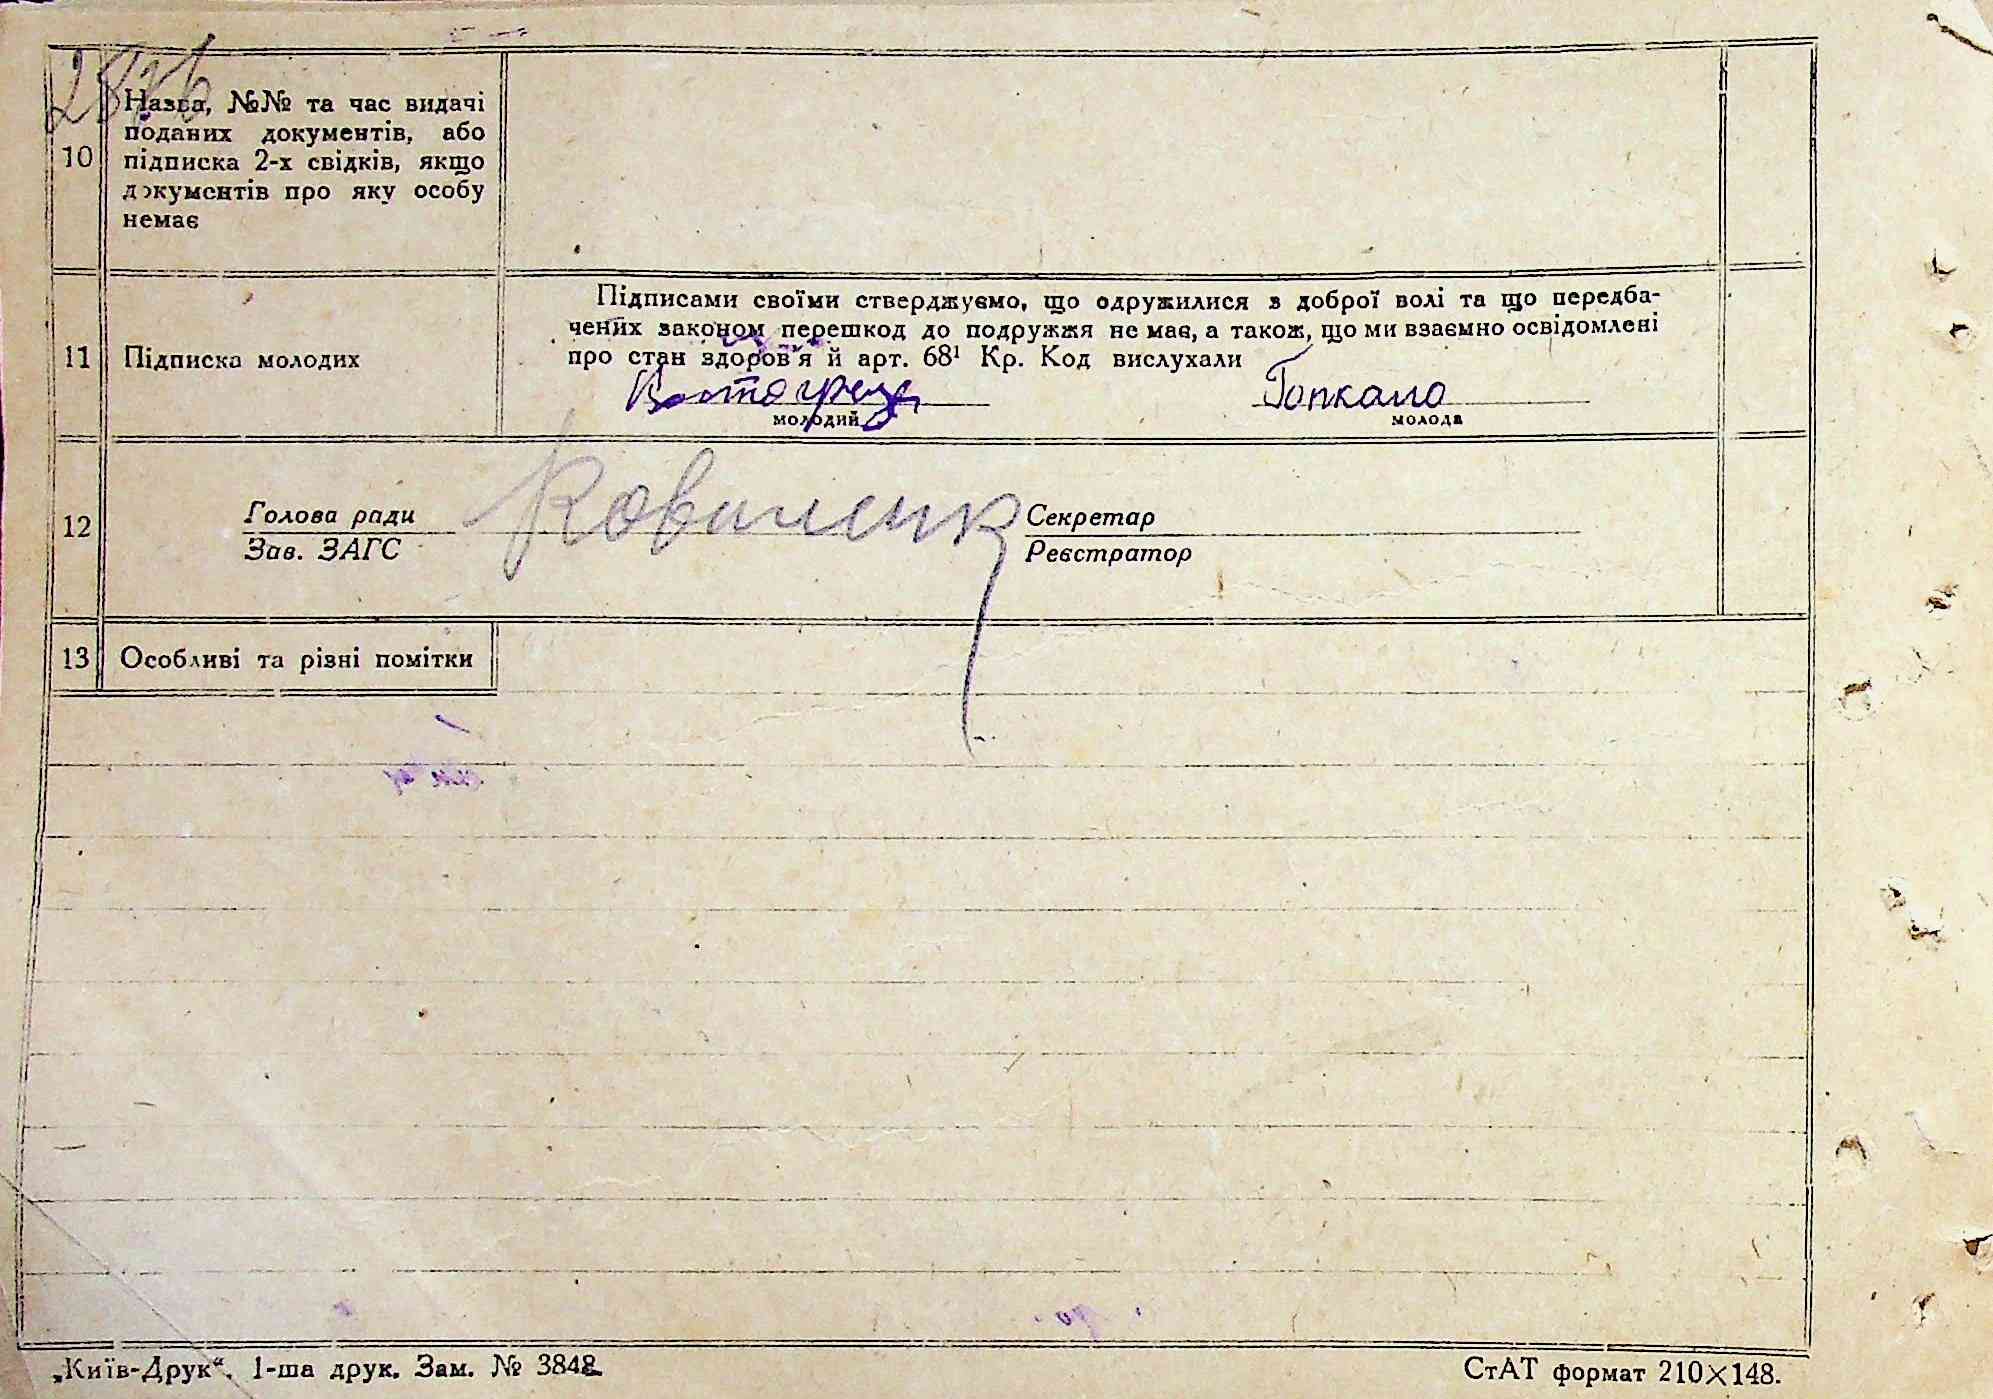 Назва, №№ та час видачі
поданих документів, або
10 підписка 2-х свідків, якщо
документів про яку особу
немає
Підписами своїми стверджуємо, що одружилися з доброї волі та що передба-
чених законом перешкод до подружжя не має, а також, що ми взаємно освідомлені
11 Підписка молодих про стан здоров'я й арт. 68¹ Кр. Код вислухали
молодий молода
Голова ради Секретар
12
Зав. ЗАГС Реєстратор
13 Особливі та різні помітки
„Київ-Друк“. 1-ша друк. Зам. № 3848. СтАТ формат 210×148.